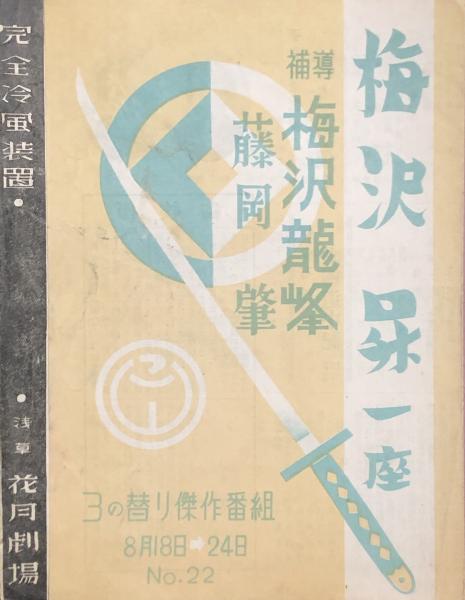 梅沢昇一座
補導
梅沢龍峰
藤岡肇
3の替り傑作番組
8月18日➡24日
No.22
完全冷風装置・
・浅草花月劇場